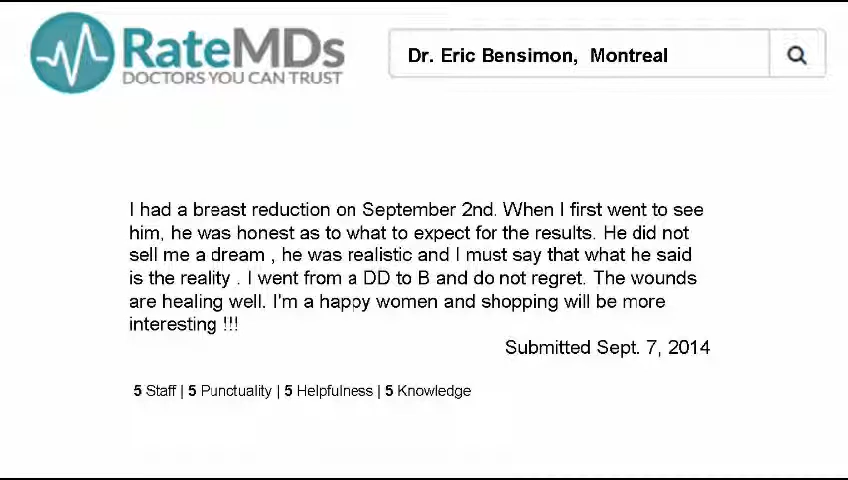 RateMDs
DOCTORS YOU CAN TRUST
Dr. Eric Bensimon,  Montreal
I had a breast reduction on September 2nd. When I first went to see
him, he was honest as to what to expect for the results. He did not
sell me a dream , he was realistic and I must say that what he said
is the reality . I went from a DD to B and do not regret. The wounds
are healing well. I'm a happy women and shopping will be more
interesting !!!
Submitted Sept. 7, 2014
5 Staff | 5 Punctuality | 5 Helpfulness | 5 Knowledge